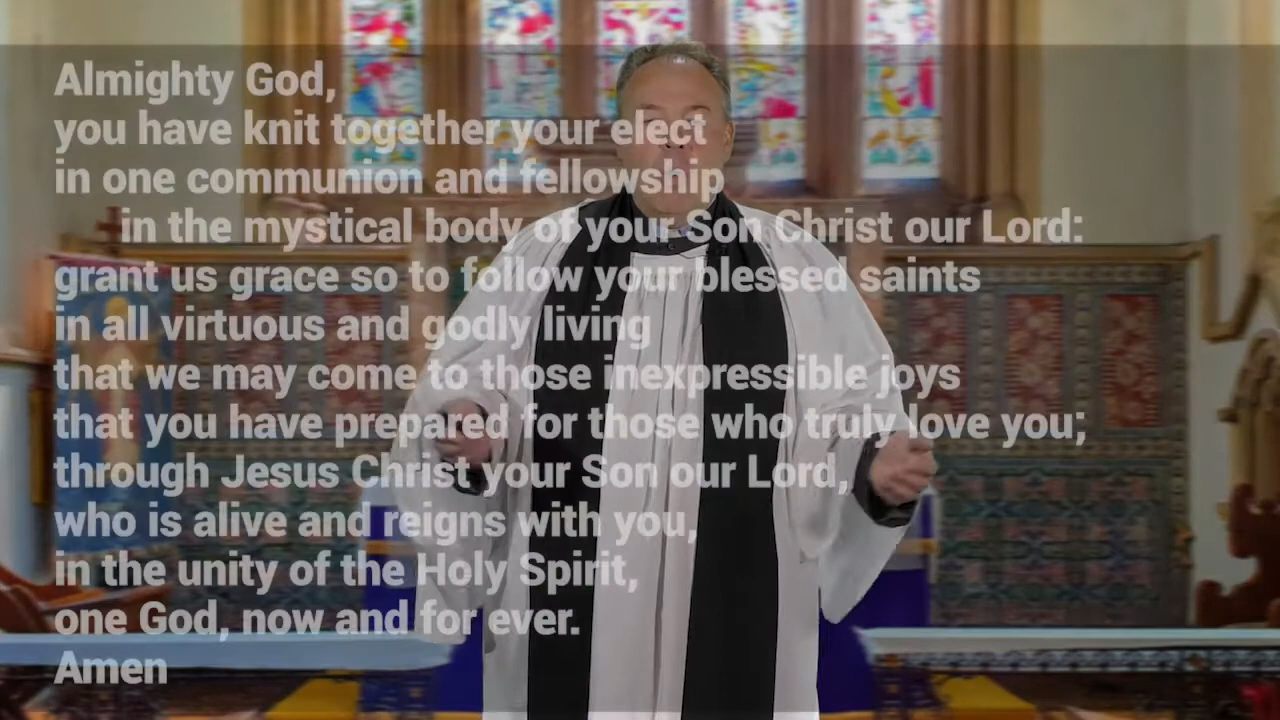 Almighty God,
you have knit together your elect
in one communion and fellowship
in the mystical body of your Son Christ our Lord:
grant us grace so to follow your blessed saints
in all virtuous and godly living
that we may come to those inexpressible joys
that you have prepared for those who truly love you;
through Jesus Christ your Son our Lord,
who is alive and reigns with you,
in the unity of the Holy Spirit,
one God, now and for ever.
Amen